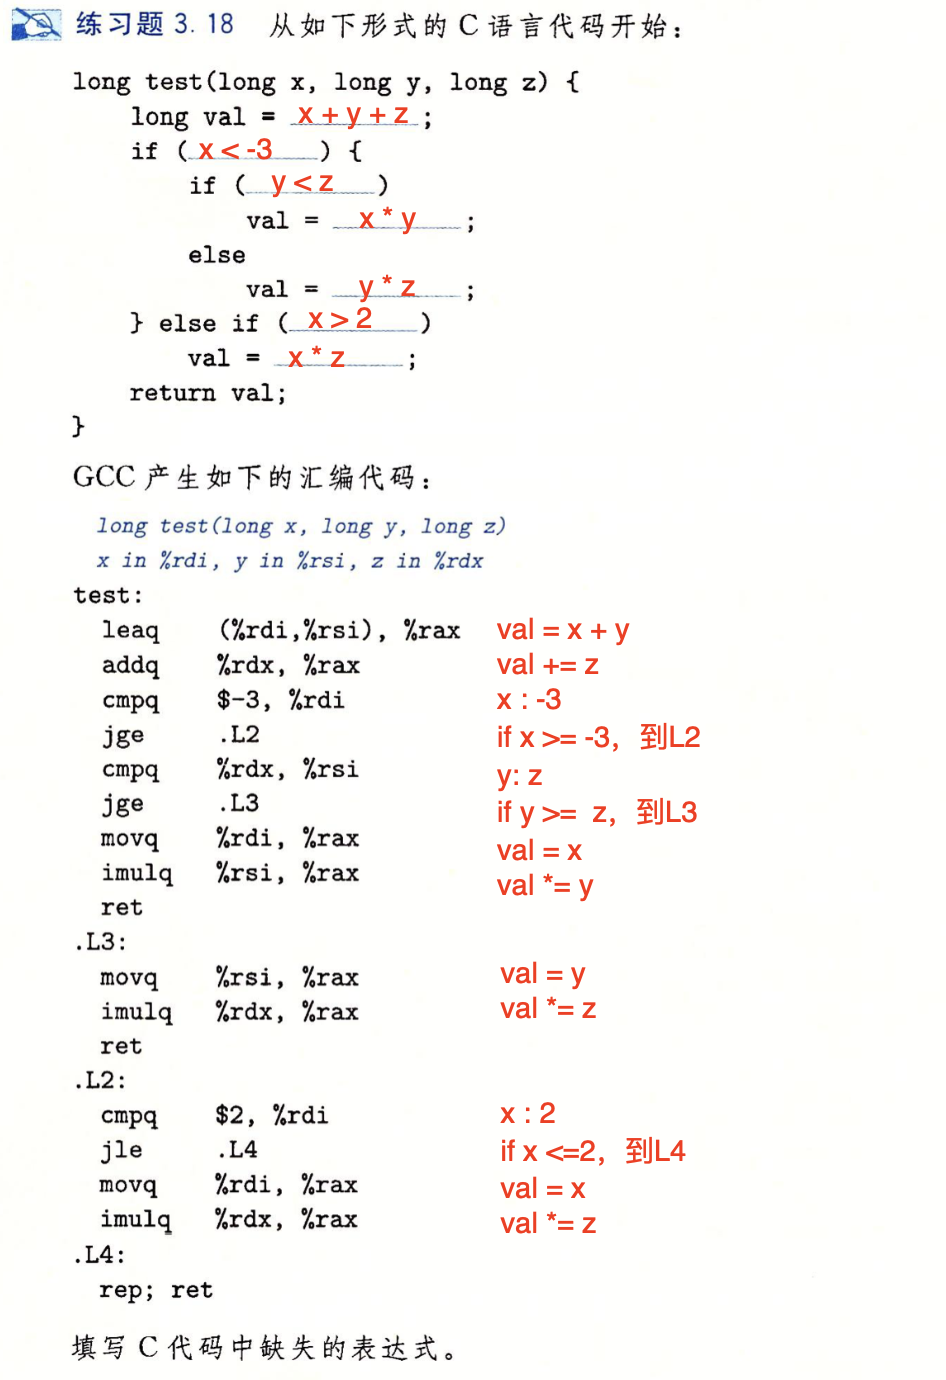 练习题 3.18 从如下形式的 C 语言代码开始：
long test(long x, long y, long z) {
long val = x + y + z ;
if ( x < -3 ) {
if ( y < z )
val = x * y ;
else
val = y * z ;
} else if ( x > 2 )
val = x * z ;
return val;
}
GCC 产生如下的汇编代码：
long test(long x, long y, long z)
x in %rdi, y in %rsi, z in %rdx
test:
leaq (%rdi,%rsi), %rax val = x + y
addq %rdx, %rax val += z
cmpq $-3, %rdi x : -3
jge .L2 if x >= -3，到L2
cmpq %rdx, %rsi y: z
jge .L3 if y >= z，到L3
movq %rdi, %rax val = x
imulq %rsi, %rax val *= y
ret
.L3:
movq %rsi, %rax val = y
imulq %rdx, %rax val *= z
ret
.L2:
cmpq $2, %rdi x : 2
jle .L4 if x <=2，到L4
movq %rdi, %rax val = x
imulq %rdx, %rax val *= z
.L4:
rep; ret
填写 C 代码中缺失的表达式。